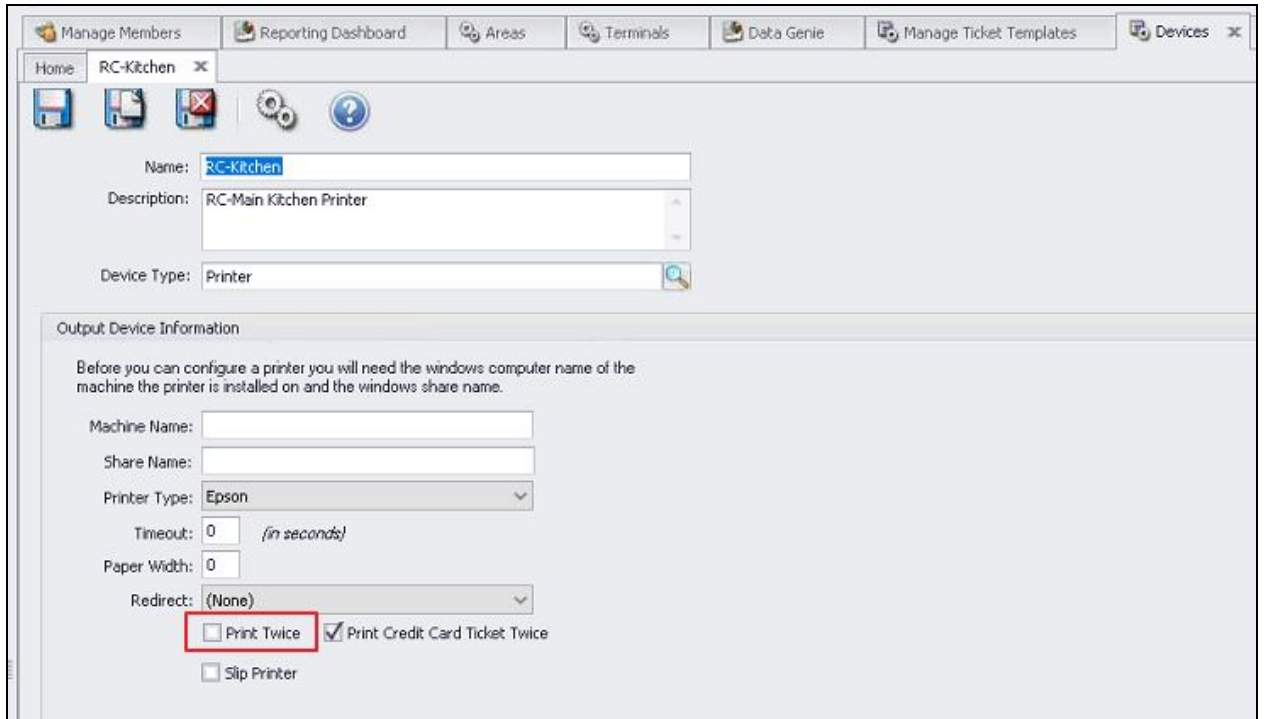 Manage Members Reporting Dashboard Areas Terminals Data Genie Manage Ticket Templates Devices
Home RC-Kitchen
Name: RC-Kitchen
Description: RC-Main Kitchen Printer
Device Type: Printer
Output Device Information
Before you can configure a printer you will need the windows computer name of the
machine the printer is installed on and the windows share name.
Machine Name:
Share Name:
Printer Type: Epson
Timeout: 0 (in seconds)
Paper Width: 0
Redirect: (None)
Print Twice Print Credit Card Ticket Twice
Slip Printer